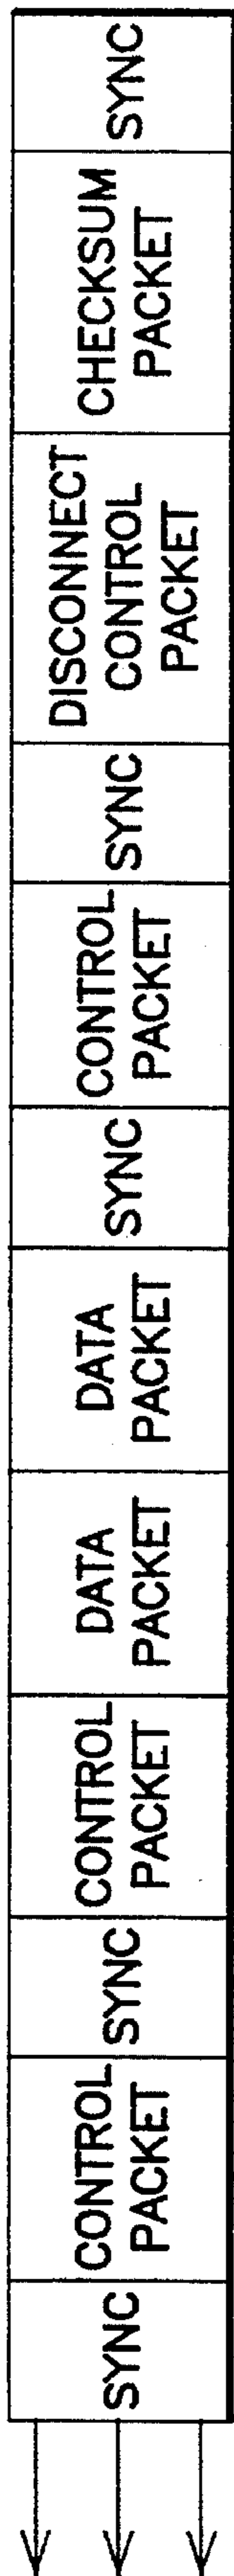 SYNC
CONTROL
PACKET
SYNC
CONTROL
PACKET
DATA
PACKET
DATA
PACKET
SYNC
CONTROL
PACKET
SYNC
DISCONNECT
CONTROL
PACKET
CHECKSUM
PACKET
SYNC